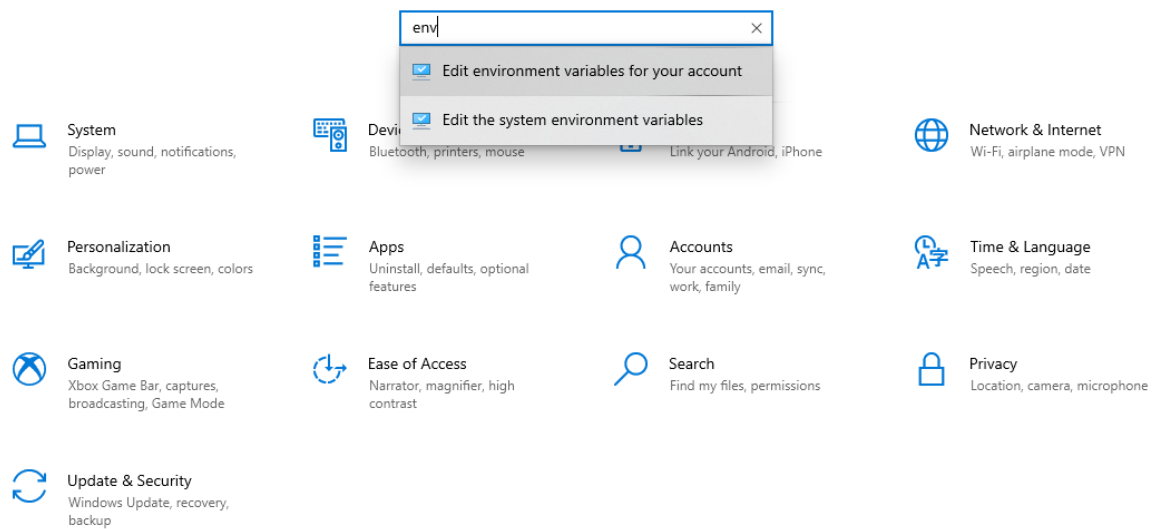 env
Edit environment variables for your account
Edit the system environment variables
System
Display, sound, notifications,
power
Bluetooth, printers, mouse
Link your Android, iPhone
Network & Internet
Wi-Fi, airplane mode, VPN
Personalization
Background, lock screen, colors
Apps
Uninstall, defaults, optional
features
Accounts
Your accounts, email, sync,
work, family
Time & Language
Speech, region, date
Gaming
Xbox Game Bar, captures,
broadcasting, Game Mode
Ease of Access
Narrator, magnifier, high
contrast
Search
Find my files, permissions
Privacy
Location, camera, microphone
Update & Security
Windows Update, recovery,
backup